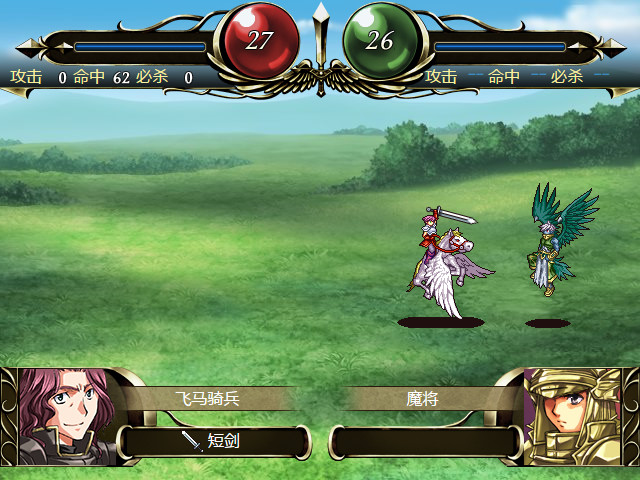 27 26
攻击 0 命中 62 必杀 0 攻击 -- 命中 -- 必杀 --
飞马骑兵 魔将
短剑